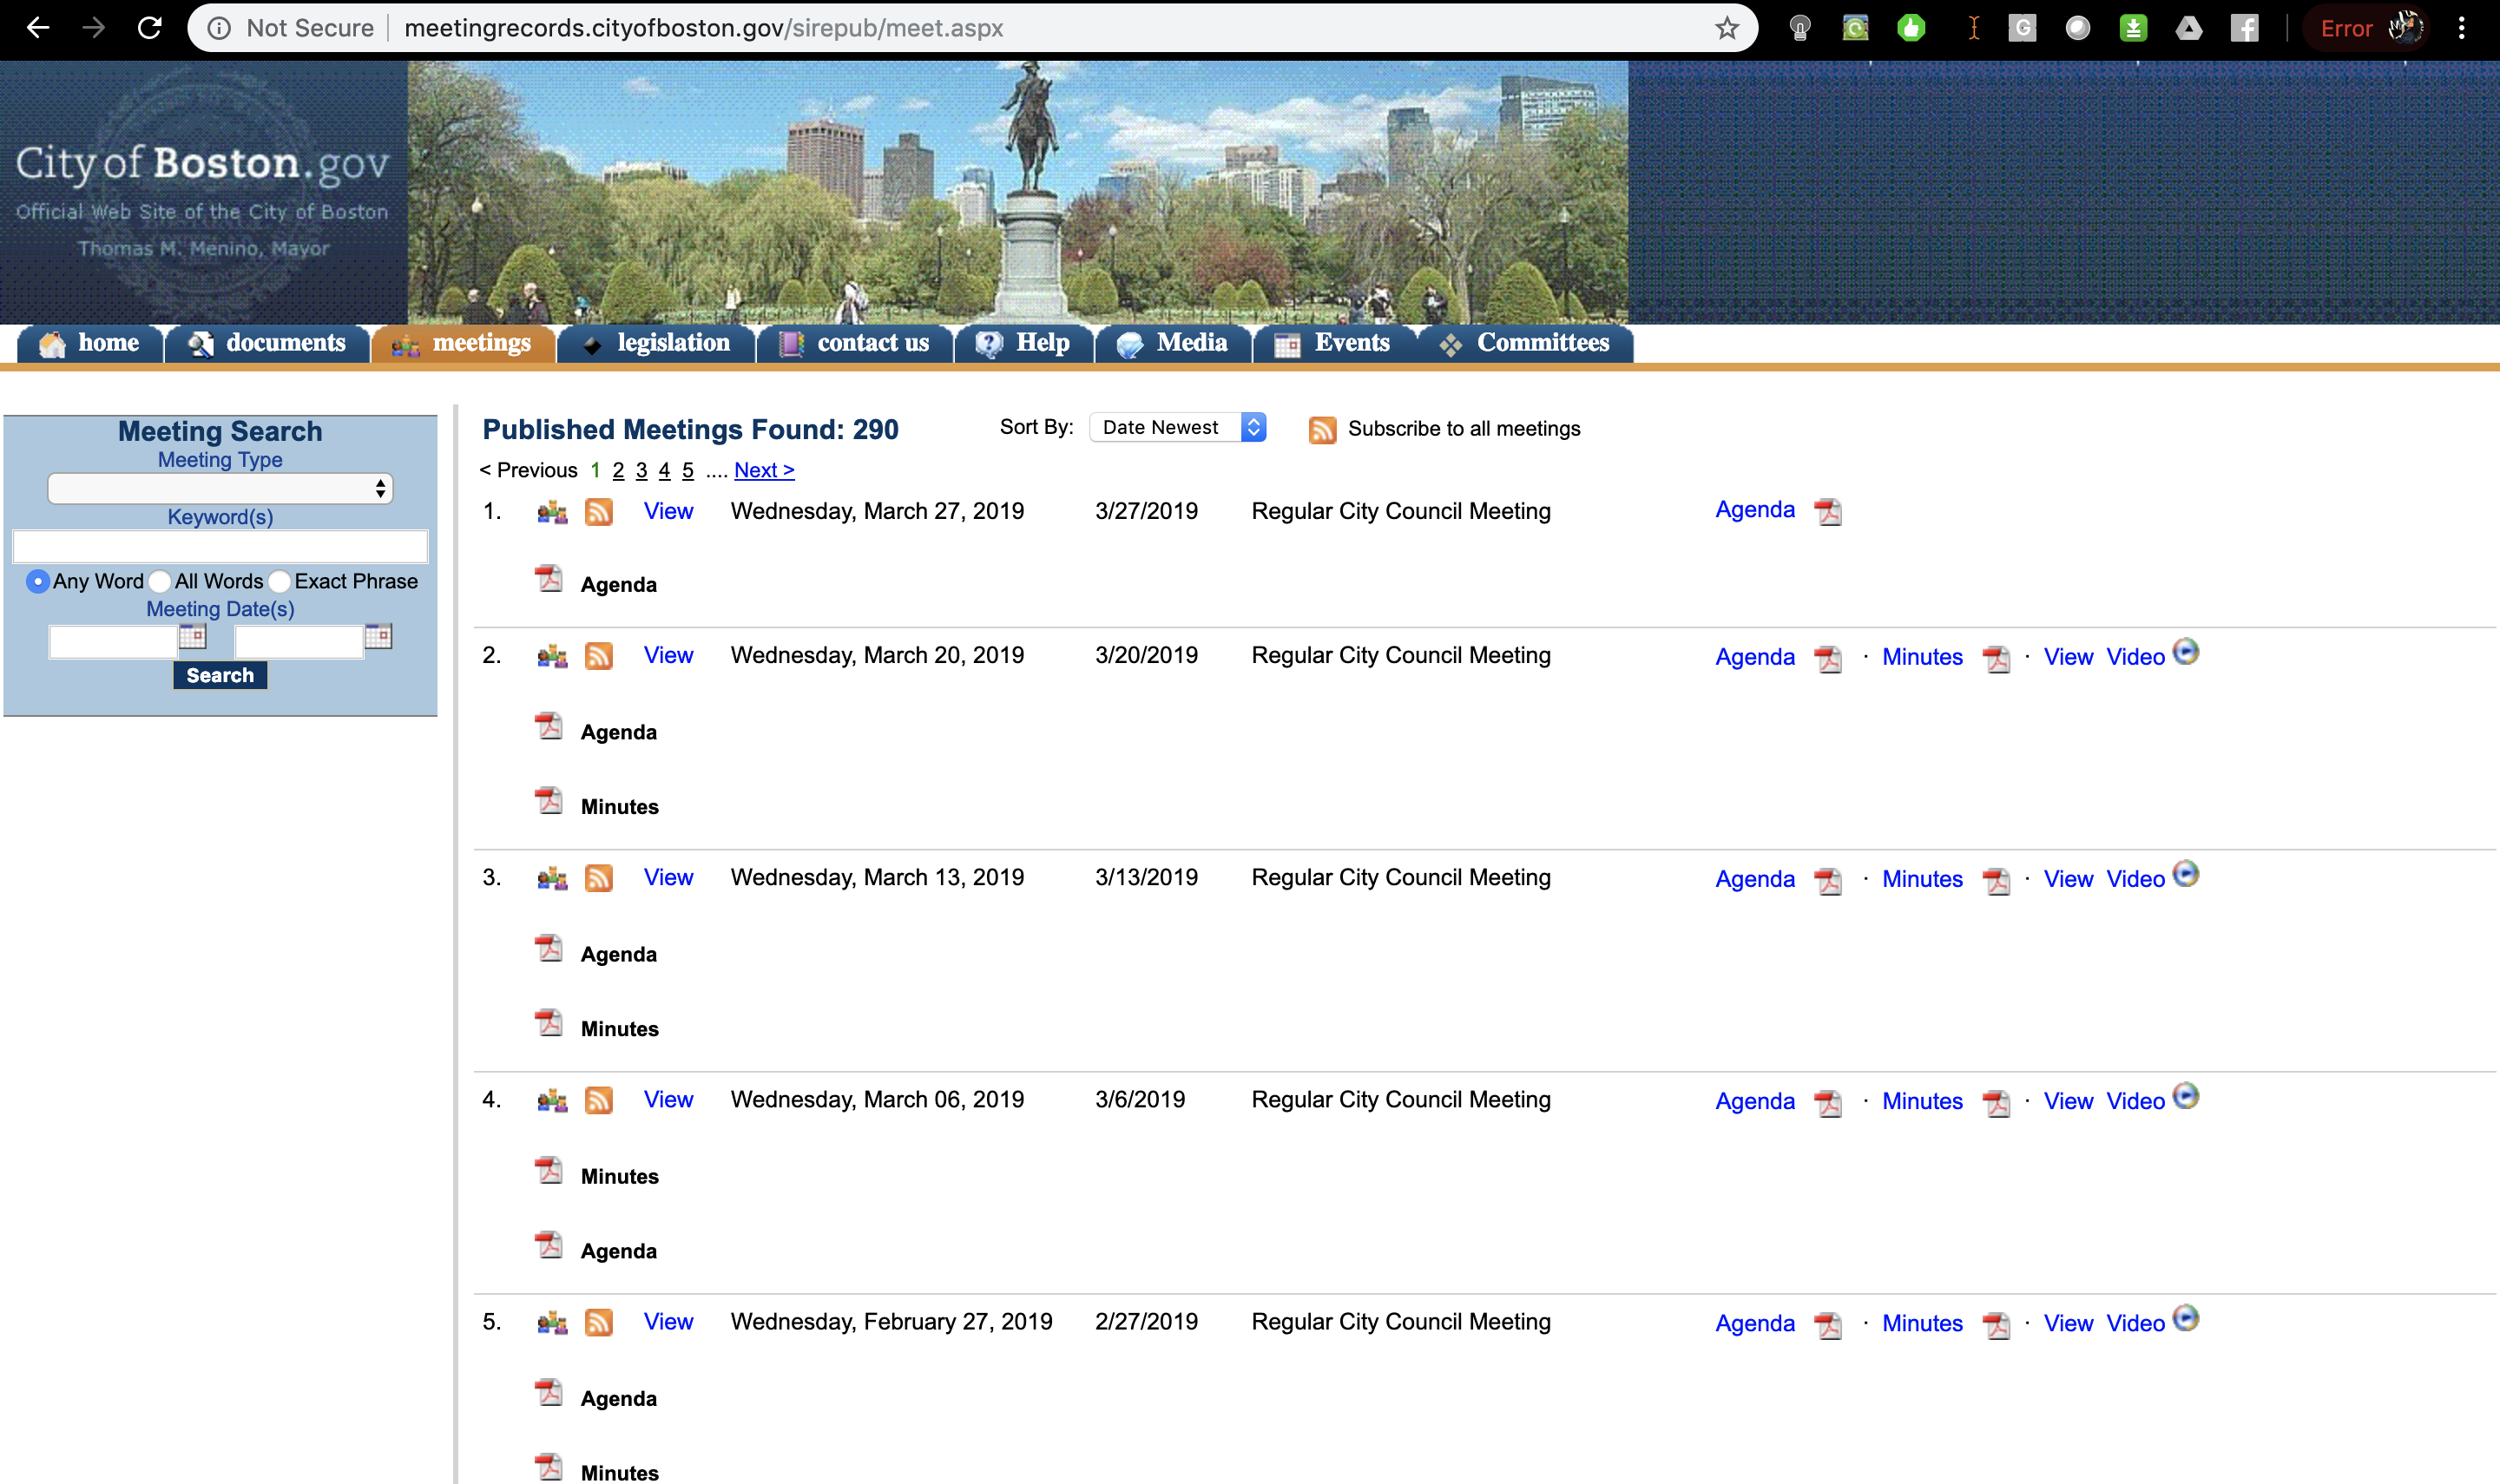 Not Secure meetingrecords.cityofboston.gov/sirepub/meet.aspx Error
City of Boston.gov
Official Web Site of the City of Boston
Thomas M. Menino, Mayor
home documents meetings legislation contact us Help Media Events Committees
Meeting Search
Meeting Type
Keyword(s)
Any Word All Words Exact Phrase
Meeting Date(s)
Search
Published Meetings Found: 290 Sort By: Date Newest Subscribe to all meetings
< Previous 1 2 3 4 5 .... Next >
1. View Wednesday, March 27, 2019 3/27/2019 Regular City Council Meeting Agenda
Agenda
2. View Wednesday, March 20, 2019 3/20/2019 Regular City Council Meeting Agenda · Minutes · View Video
Agenda
Minutes
3. View Wednesday, March 13, 2019 3/13/2019 Regular City Council Meeting Agenda · Minutes · View Video
Agenda
Minutes
4. View Wednesday, March 06, 2019 3/6/2019 Regular City Council Meeting Agenda · Minutes · View Video
Minutes
Agenda
5. View Wednesday, February 27, 2019 2/27/2019 Regular City Council Meeting Agenda · Minutes · View Video
Agenda
Minutes